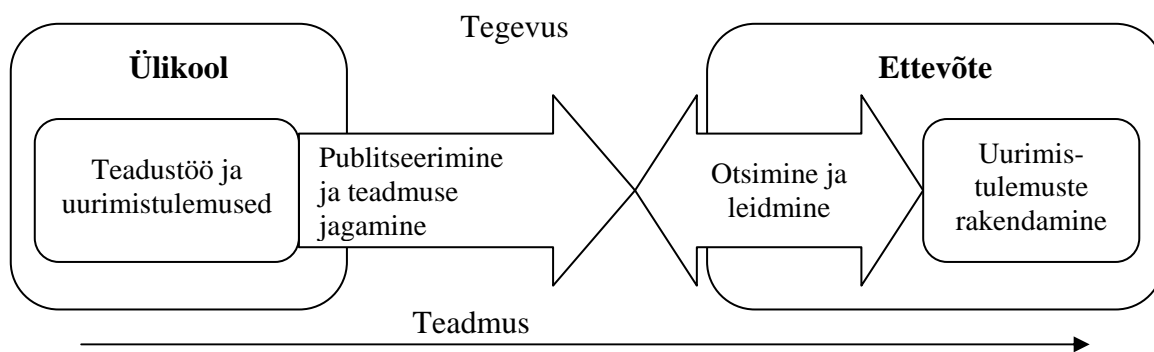 Tegevus
Ülikool
Teadustöö ja
uurimistulemused
Publitseerimine
ja teadmuse
jagamine
Otsimine ja
leidmine
Ettevõte
Uurimis-
tulemuste
rakendamine
Teadmus